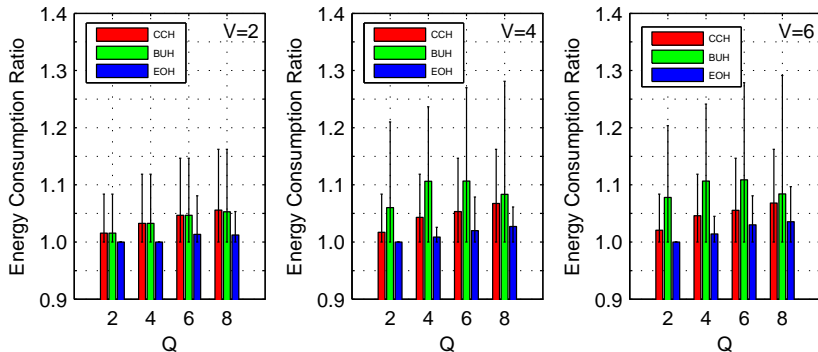 V=2
CCH
BUH
EOH
Energy Consumption Ratio
1.4
1.3
1.2
1.1
1.0
0.9
2 4 6 8
Q
V=4
CCH
BUH
EOH
Energy Consumption Ratio
1.4
1.3
1.2
1.1
1.0
0.9
2 4 6 8
Q
V=6
CCH
BUH
EOH
Energy Consumption Ratio
1.4
1.3
1.2
1.1
1.0
0.9
2 4 6 8
Q